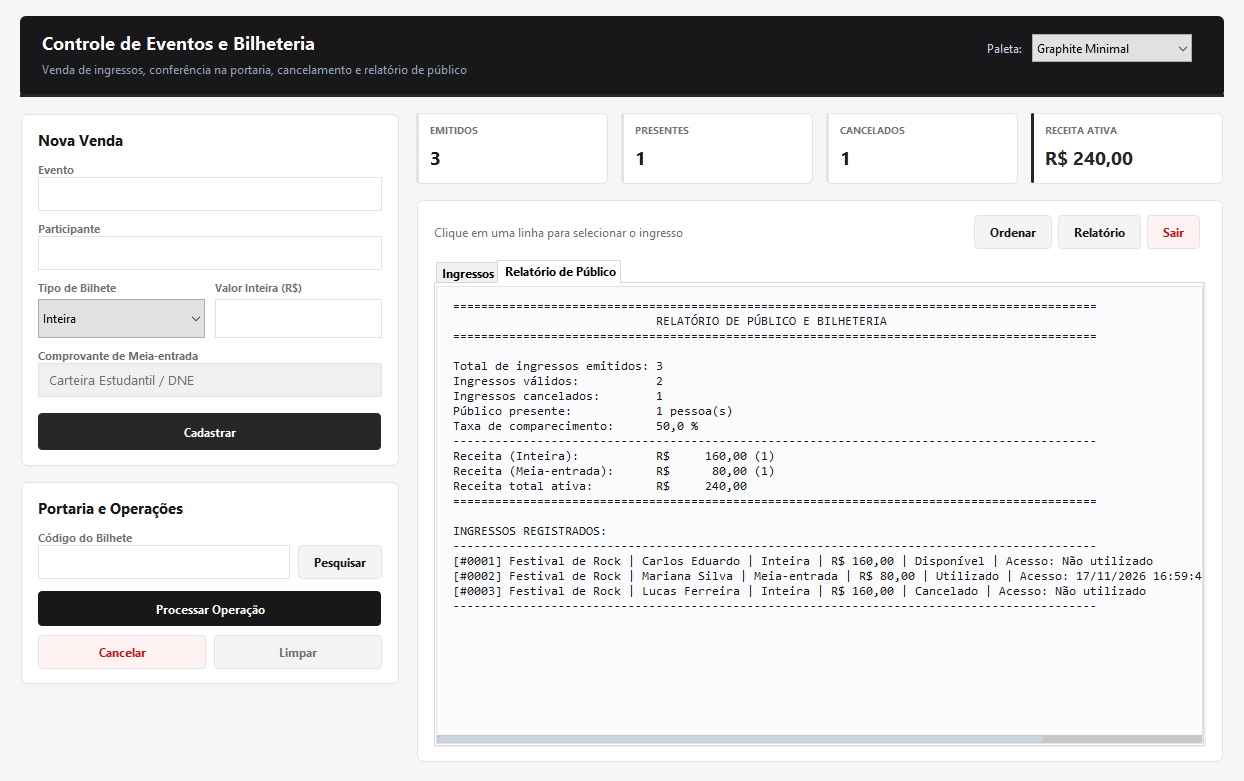 Controle de Eventos e Bilheteria
Venda de ingressos, conferência na portaria, cancelamento e relatório de público
Paleta:
Graphite Minimal
Nova Venda
Evento
Participante
Tipo de Bilhete
Valor Inteira (R$)
Inteira
Comprovante de Meia-entrada
Carteira Estudantil / DNE
Cadastrar
Portaria e Operações
Código do Bilhete
Pesquisar
Processar Operação
Cancelar
Limpar
EMITIDOS
3
PRESENTES
1
CANCELADOS
1
RECEITA ATIVA
R$ 240,00
Clique em uma linha para selecionar o ingresso
Ordenar
Relatório
Sair
Ingressos
Relatório de Público
============================================================================================
RELATÓRIO DE PÚBLICO E BILHETERIA
============================================================================================
Total de ingressos emitidos: 3
Ingressos válidos: 2
Ingressos cancelados: 1
Público presente: 1 pessoa(s)
Taxa de comparecimento: 50,0 %
--------------------------------------------------------------------------------------------
Receita (Inteira): R$ 160,00 (1)
Receita (Meia-entrada): R$ 80,00 (1)
Receita total ativa: R$ 240,00
============================================================================================
INGRESSOS REGISTRADOS:
--------------------------------------------------------------------------------------------
[#0001] Festival de Rock | Carlos Eduardo | Inteira | R$ 160,00 | Disponível | Acesso: Não utilizado
[#0002] Festival de Rock | Mariana Silva | Meia-entrada | R$ 80,00 | Utilizado | Acesso: 17/11/2026 16:59:4
[#0003] Festival de Rock | Lucas Ferreira | Inteira | R$ 160,00 | Cancelado | Acesso: Não utilizado
--------------------------------------------------------------------------------------------